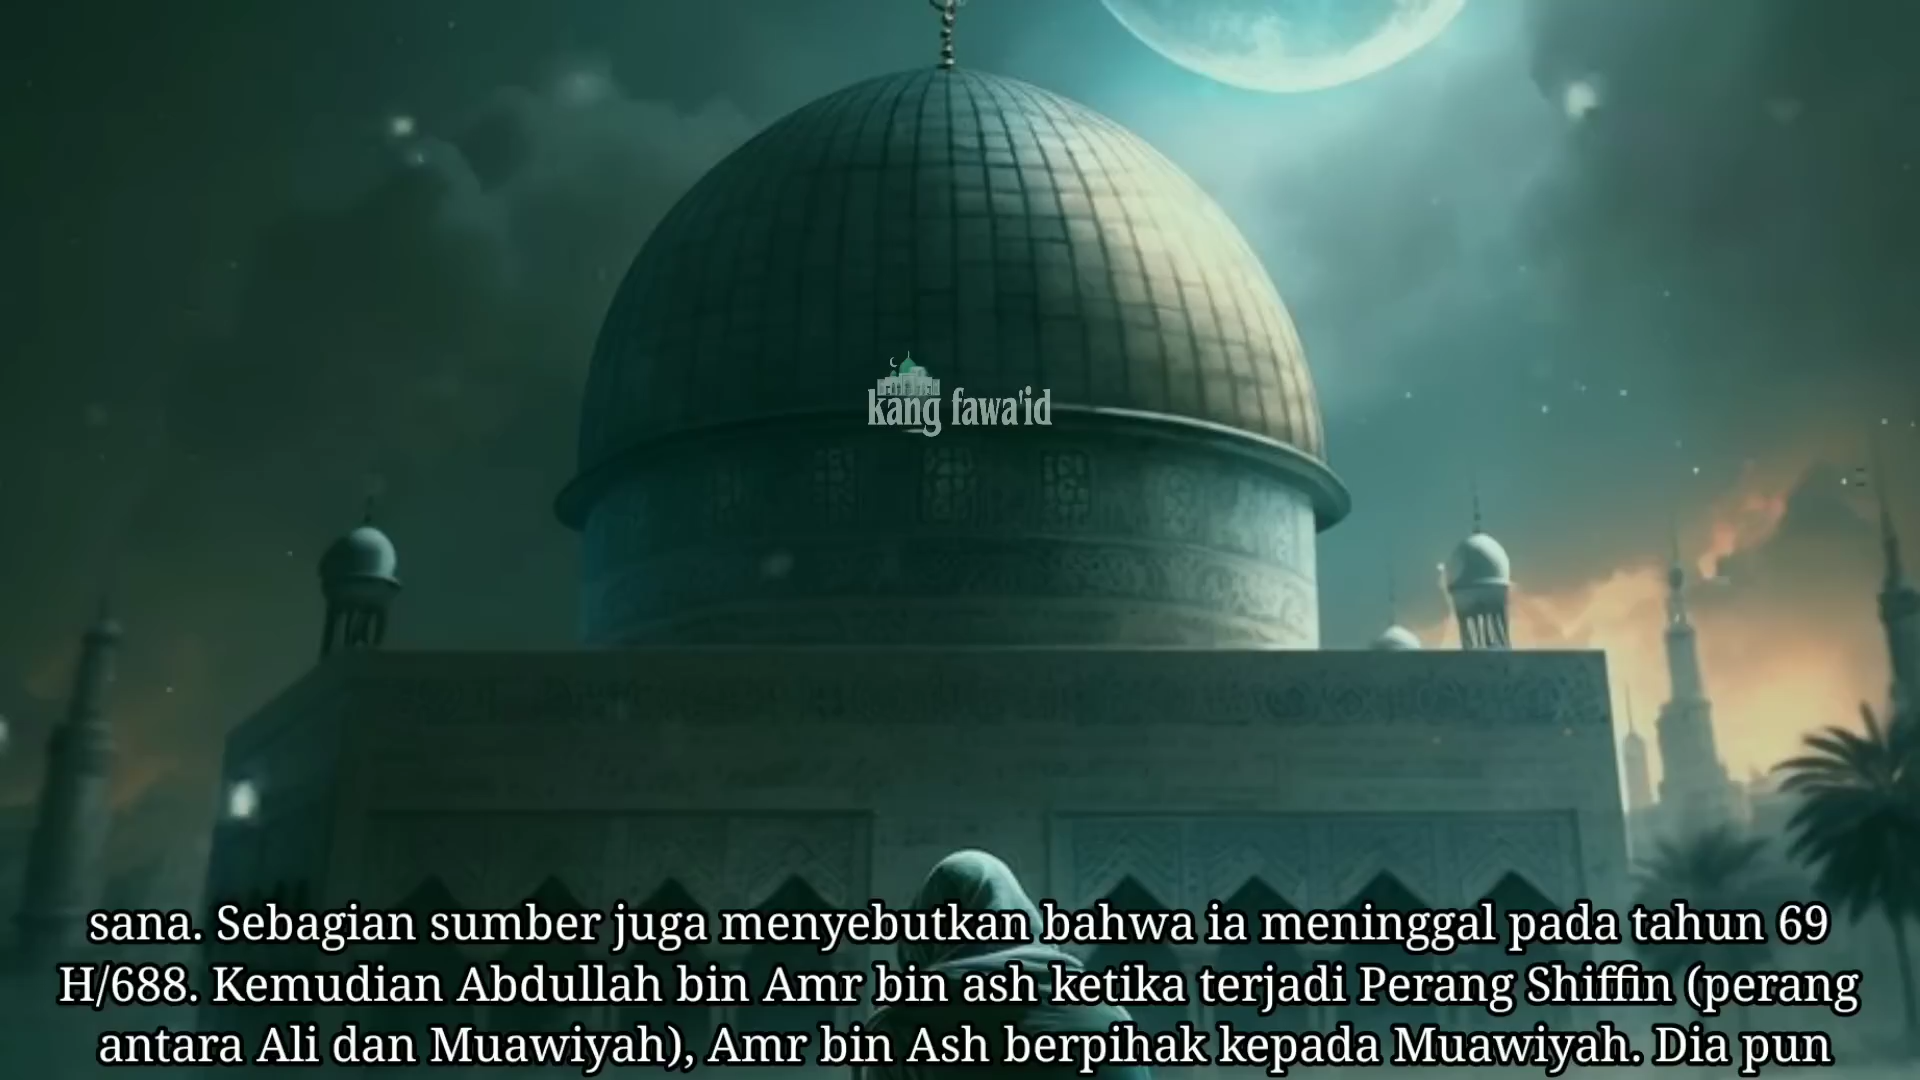 kang fawa'id
sana. Sebagian sumber juga menyebutkan bahwa ia meninggal pada tahun 69
H/688. Kemudian Abdullah bin Amr bin ash ketika terjadi Perang Shiffin (perang
antara Ali dan Muawiyah), Amr bin Ash berpihak kepada Muawiyah. Dia pun